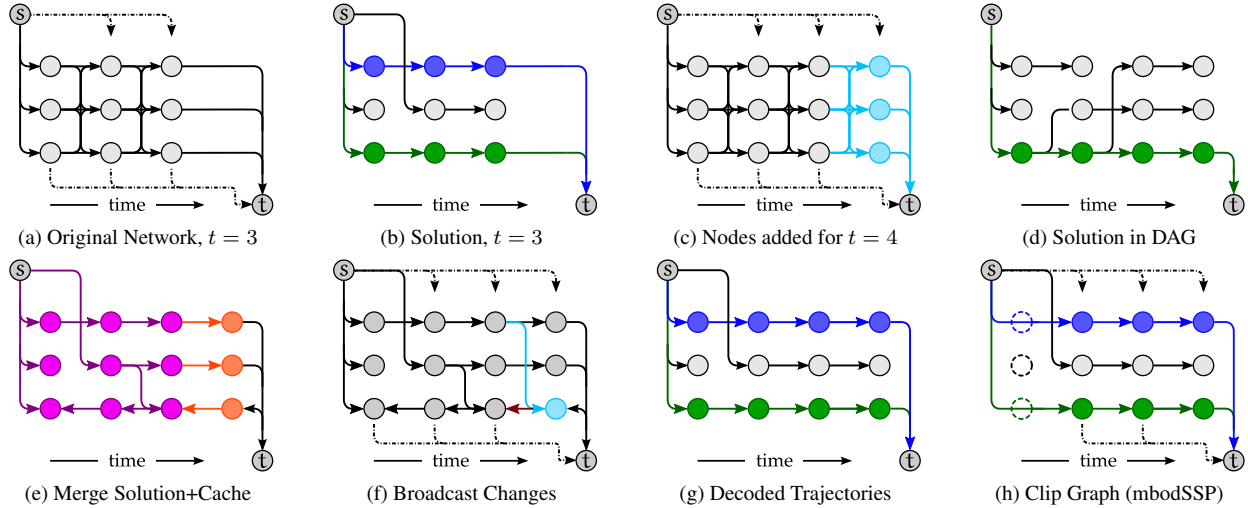 s s s s
t t t t
time time time time
(a) Original Network, t = 3 (b) Solution, t = 3 (c) Nodes added for t = 4 (d) Solution in DAG
s s s s
t t t t
time time time time
(e) Merge Solution+Cache (f) Broadcast Changes (g) Decoded Trajectories (h) Clip Graph (mbodSSP)